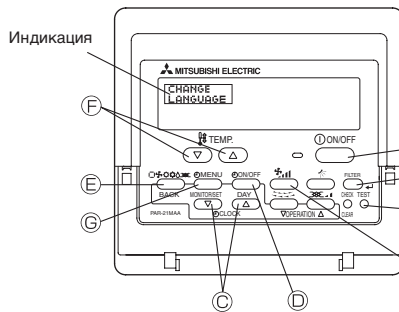 Индикация
MITSUBISHI ELECTRIC
CHANGE
LANGUAGE
F
TEMP.
ON/OFF
E
MENU
ON/OFF
FILTER
BACK
MONITOR/SET
DAY
CHECK TEST
PAR-21MAA
CLOCK
OPERATION
CLEAR
G
C
D